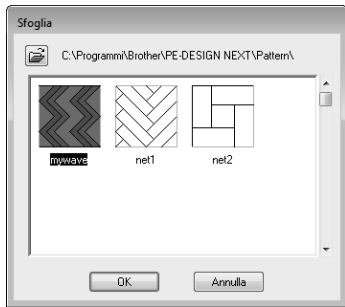 Sfoglia
C:\Programmi\Brother\PE-DESIGN NEXT\Pattern\
mywave net1 net2
OK Annulla